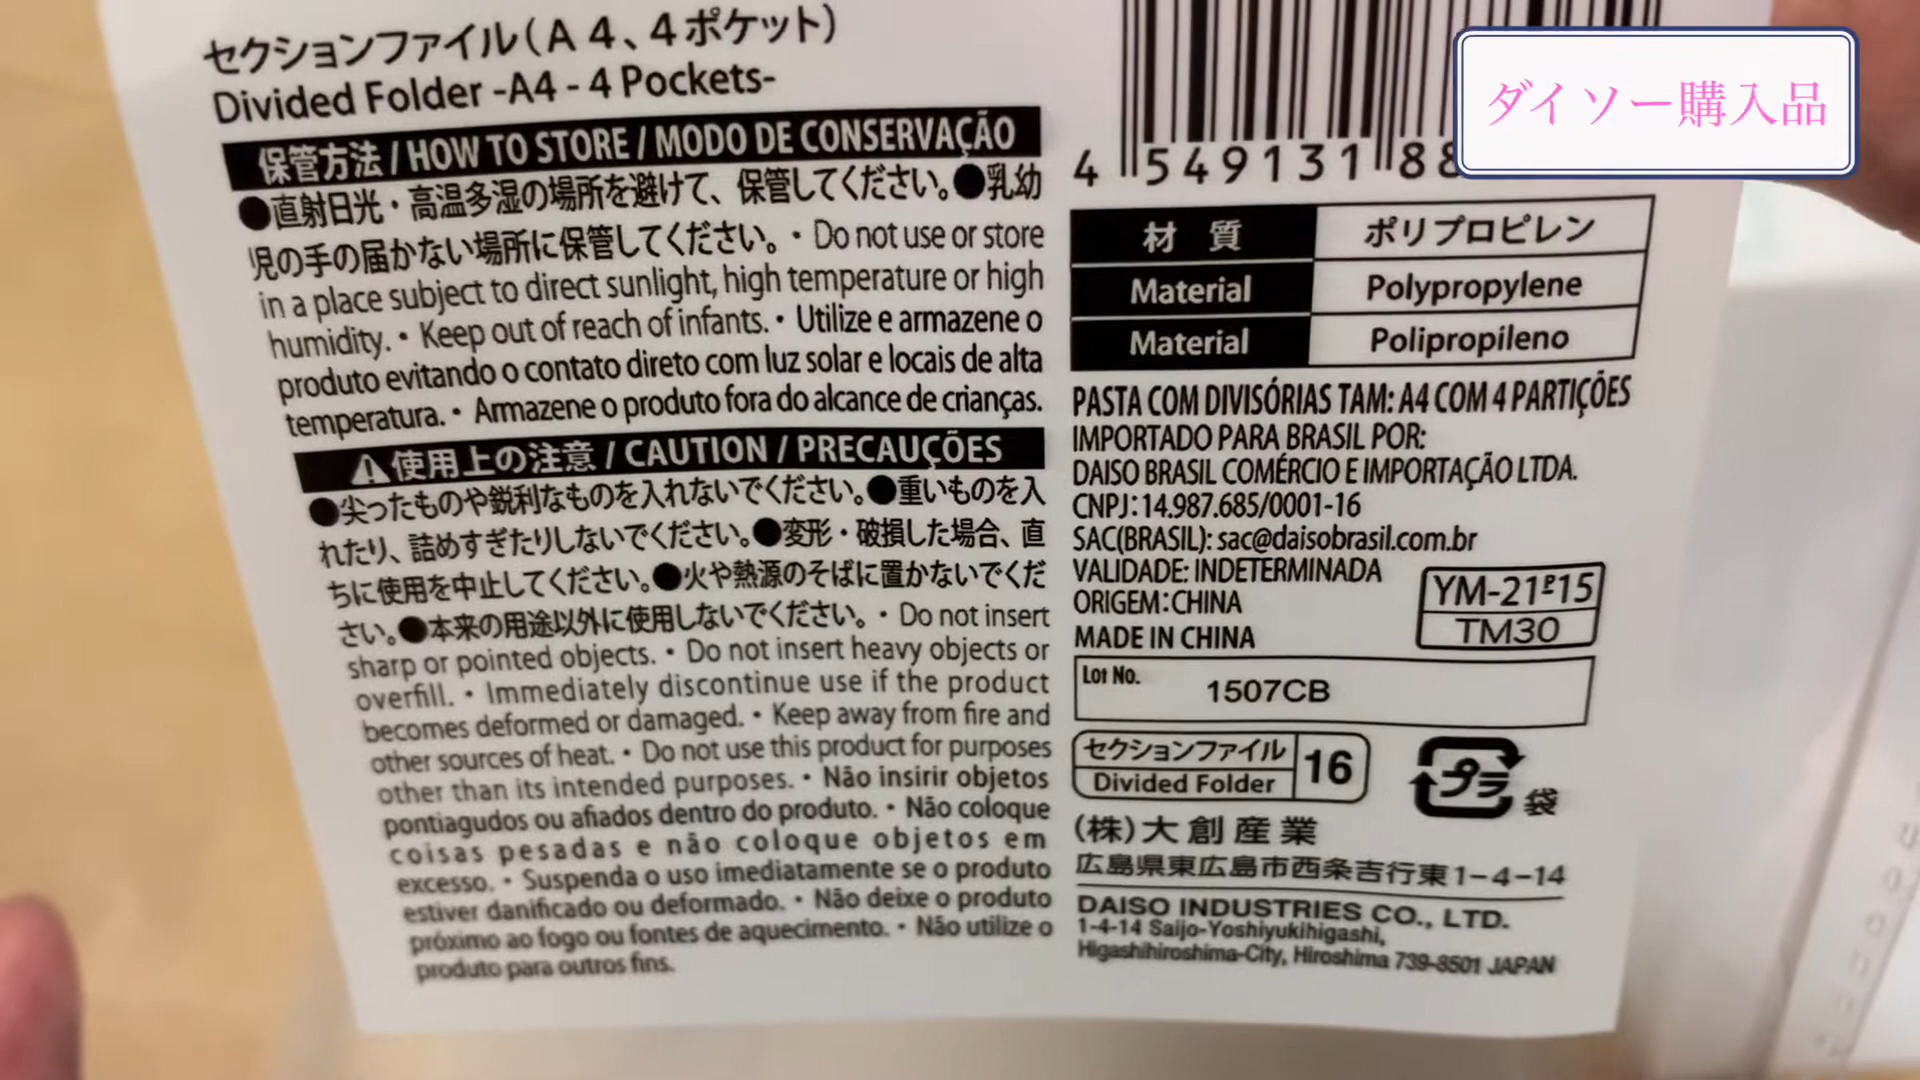 セクションファイル(A4、4ポケット)
Divided Folder -A4 - 4 Pockets-
保管方法 / HOW TO STORE / MODO DE CONSERVAÇÃO
●直射日光・高温多湿の場所を避けて、保管してください。●乳幼
児の手の届かない場所に保管してください。・Do not use or store
in a place subject to direct sunlight, high temperature or high
humidity. • Keep out of reach of infants. • Utilize e armazene o
produto evitando o contato direto com luz solar e locais de alta
temperatura. • Armazene o produto fora do alcance de crianças.
⚠使用上の注意 / CAUTION / PRECAUÇÕES
●尖ったものや鋭利なものを入れないでください。●重いものを入
れたり、詰めすぎたりしないでください。●変形・破損した場合、直
ちに使用を中止してください。●火や熱源のそばに置かないでくだ
さい。●本来の用途以外に使用しないでください。・Do not insert
sharp or pointed objects. • Do not insert heavy objects or
overfill. • Immediately discontinue use if the product
becomes deformed or damaged. • Keep away from fire and
other sources of heat. • Do not use this product for purposes
other than its intended purposes. • Não insirir objetos
pontiagudos ou afiados dentro do produto. • Não coloque
coisas pesadas e não coloque objetos em
excesso. • Suspenda o uso imediatamente se o produto
estiver danificado ou deformado. • Não deixe o produto
próximo ao fogo ou fontes de aquecimento. • Não utilize o
produto para outros fins.
ダイソー購入品
4 549131 88
材質 ポリプロピレン
Material Polypropylene
Material Polipropileno
PASTA COM DIVISÓRIAS TAM: A4 COM 4 PARTIÇÕES
IMPORTADO PARA BRASIL POR:
DAISO BRASIL COMÉRCIO E IMPORTAÇÃO LTDA.
CNPJ: 14.987.685/0001-16
SAC(BRASIL): sac@daisobrasil.com.br
VALIDADE: INDETERMINADA
ORIGEM: CHINA
MADE IN CHINA
YM-21P15
TM30
Lot No. 1507CB
セクションファイル
Divided Folder
16
プラ 袋
(株)大創産業
広島県東広島市西条吉行東1-4-14
DAISO INDUSTRIES CO., LTD.
1-4-14 Saijo-Yoshiyukihigashi,
Higashihiroshima-City, Hiroshima 739-8501 JAPAN